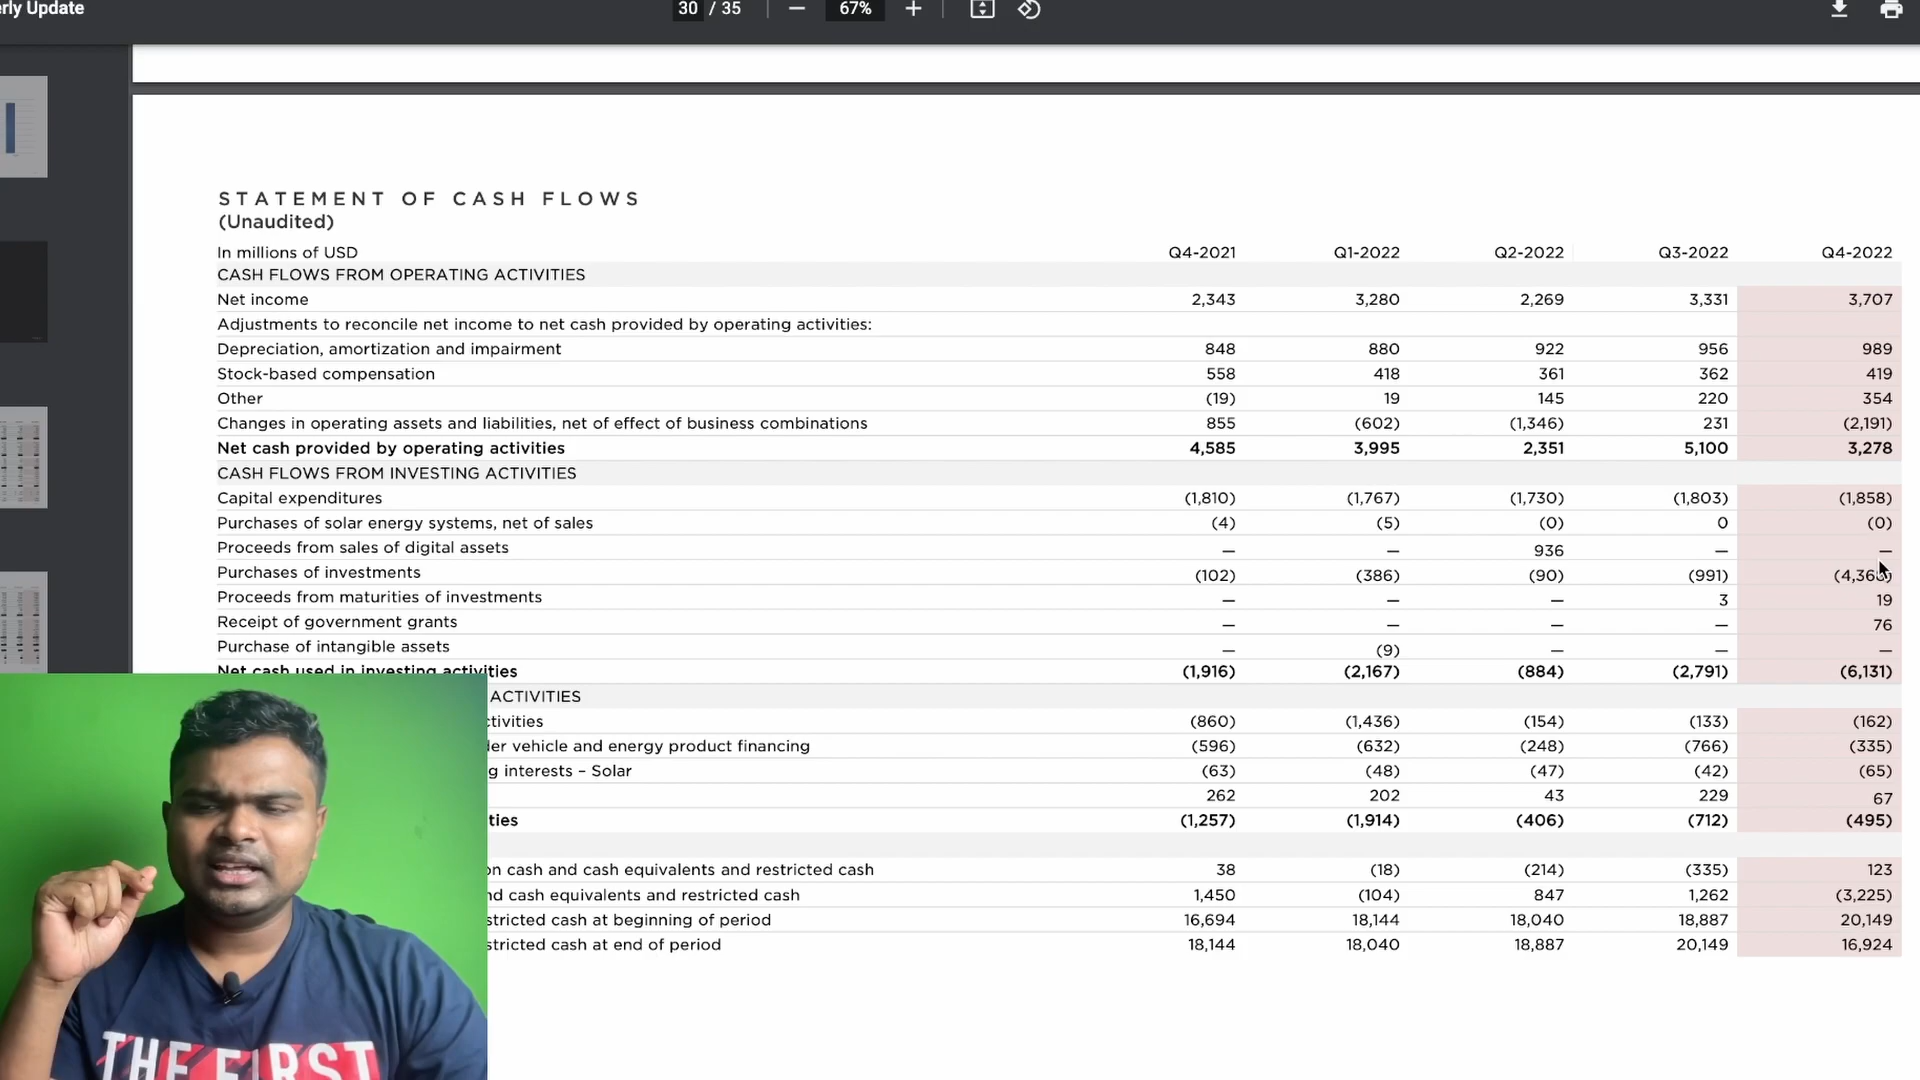 erly Update
30 / 35
67%
STATEMENT OF CASH FLOWS
(Unaudited)
In millions of USD Q4-2021 Q1-2022 Q2-2022 Q3-2022 Q4-2022
CASH FLOWS FROM OPERATING ACTIVITIES
Net income 2,343 3,280 2,269 3,331 3,707
Adjustments to reconcile net income to net cash provided by operating activities:
Depreciation, amortization and impairment 848 880 922 956 989
Stock-based compensation 558 418 361 362 419
Other (19) 19 145 220 354
Changes in operating assets and liabilities, net of effect of business combinations 855 (602) (1,346) 231 (2,191)
Net cash provided by operating activities 4,585 3,995 2,351 5,100 3,278
CASH FLOWS FROM INVESTING ACTIVITIES
Capital expenditures (1,810) (1,767) (1,730) (1,803) (1,858)
Purchases of solar energy systems, net of sales (4) (5) (0) 0 (0)
Proceeds from sales of digital assets — — 936 — —
Purchases of investments (102) (386) (90) (991)
Proceeds from maturities of investments — — — 3 19
Receipt of government grants — — — — 76
Purchase of intangible assets — (9) — — —
Net cash used in investing activities (1,916) (2,167) (884) (2,791) (6,131)
ACTIVITIES
ctivities (860) (1,436) (154) (133) (162)
der vehicle and energy product financing (596) (632) (248) (766) (335)
g interests – Solar (63) (48) (47) (42) (65)
262 202 43 229 67
ties (1,257) (1,914) (406) (712) (495)
on cash and cash equivalents and restricted cash 38 (18) (214) (335) 123
nd cash equivalents and restricted cash 1,450 (104) 847 1,262 (3,225)
stricted cash at beginning of period 16,694 18,144 18,040 18,887 20,149
stricted cash at end of period 18,144 18,040 18,887 20,149 16,924
THE FIRST